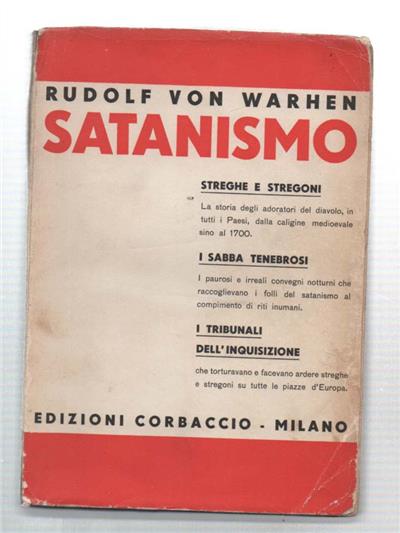 RUDOLF VON WARHEN
SATANISMO
STREGHE E STREGONI
La storia degli adoratori del diavolo, in
tutti i Paesi, dalla caligine medioevale
sino al 1700.
I SABBA TENEBROSI
I paurosi e irreali convegni notturni che
raccoglievano i folli del satanismo al
compimento di riti inumani.
I TRIBUNALI
DELL'INQUISIZIONE
che torturavano e facevano ardere streghe
e stregoni su tutte le piazze d'Europa.
EDIZIONI CORBACCIO - MILANO